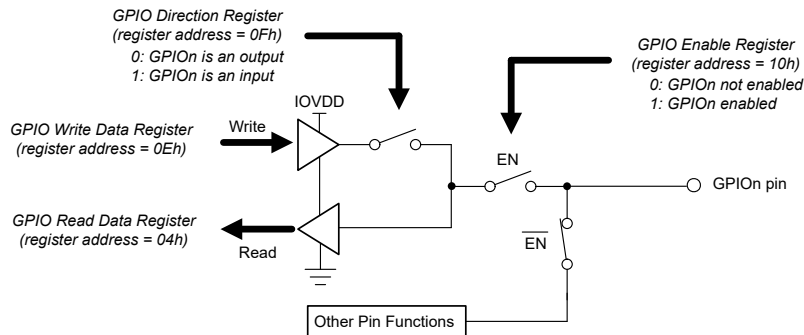 GPIO Direction Register
(register address = 0Fh)
0: GPIOn is an output
1: GPIOn is an input
GPIO Enable Register
(register address = 10h)
0: GPIOn not enabled
1: GPIOn enabled
IOVDD
GPIO Write Data Register
(register address = 0Eh)
Write
EN
GPIOn pin
GPIO Read Data Register
(register address = 04h)
Read
EN
Other Pin Functions